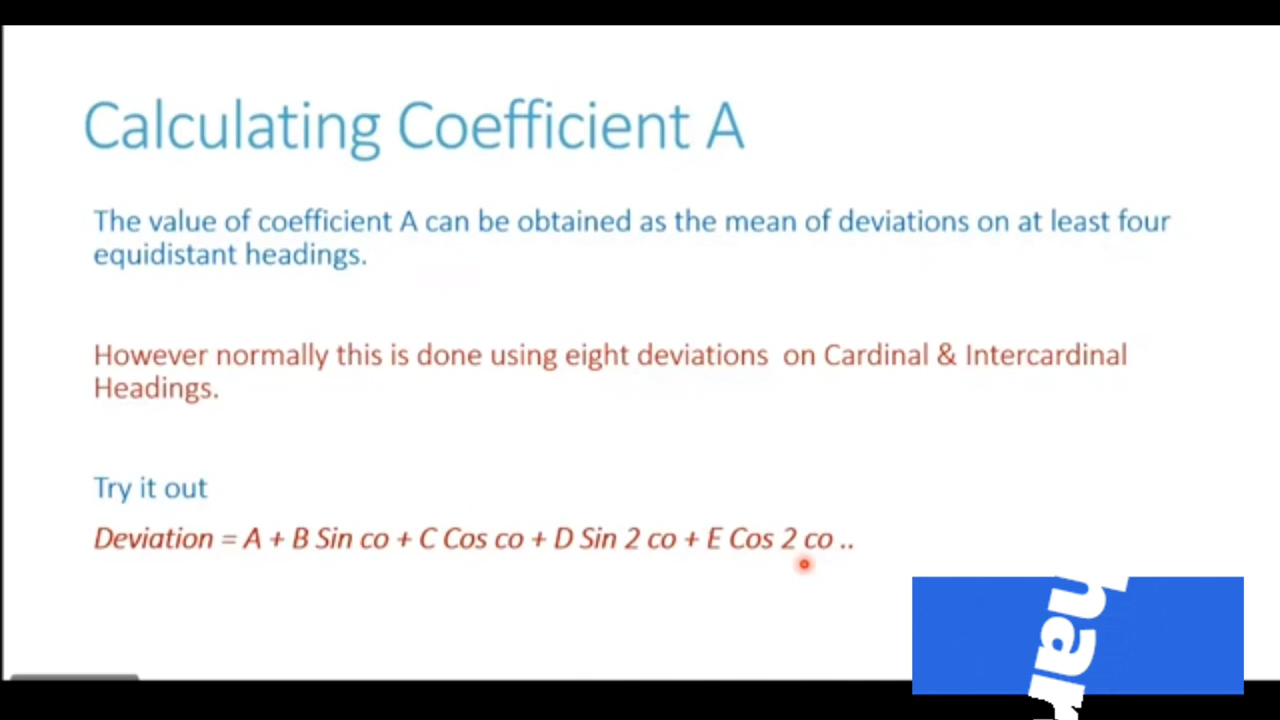 Calculating Coefficient A
The value of coefficient A can be obtained as the mean of deviations on at least four
equidistant headings.
However normally this is done using eight deviations on Cardinal & Intercardinal
Headings.
Try it out
Deviation = A + B Sin co + C Cos co + D Sin 2 co + E Cos 2 co ..